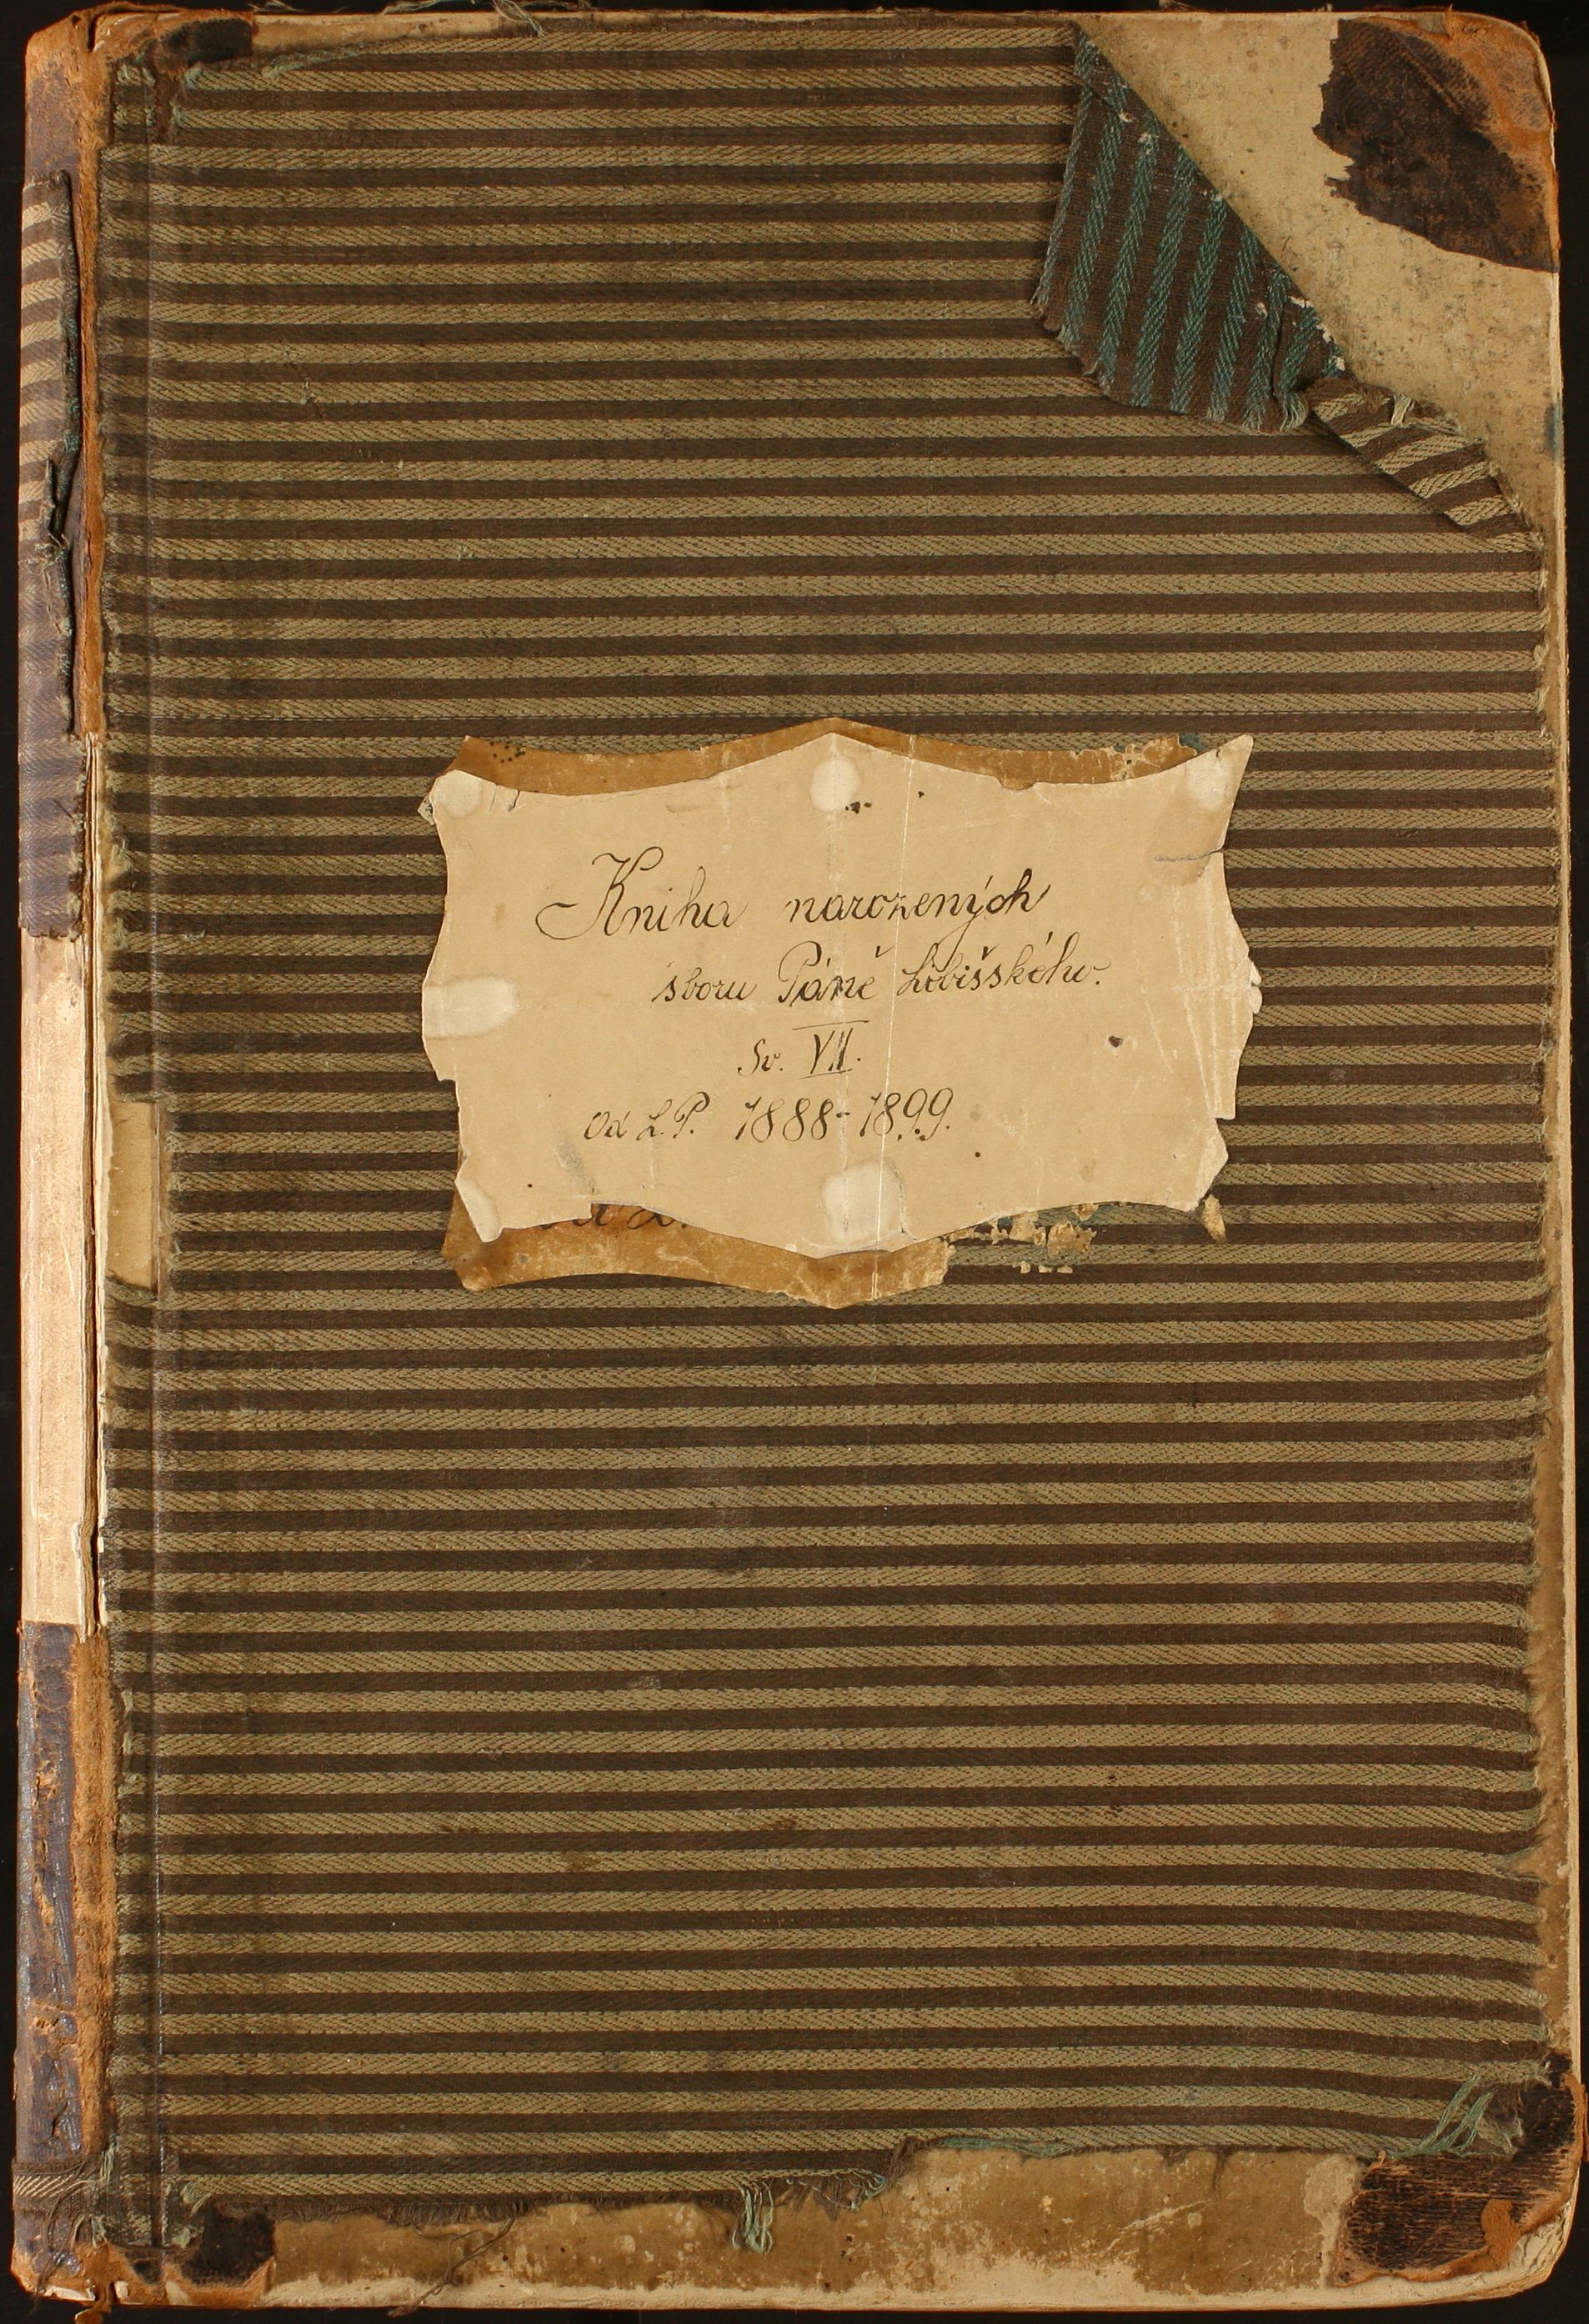 Kniha narozených
sboru Páně Libišského.
Sv. VII.
Od L.P. 1888-1899.